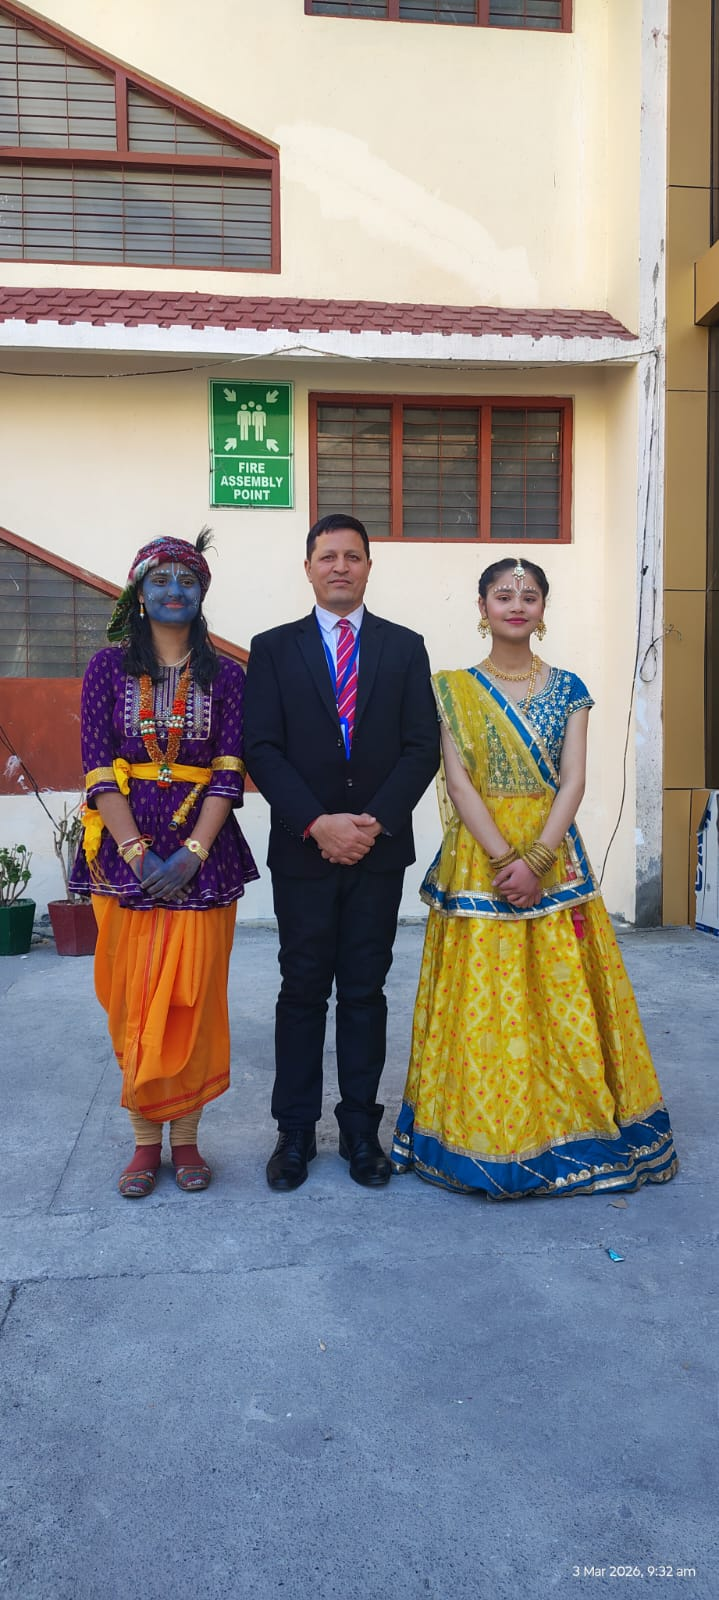 FIRE
ASSEMBLY
POINT
3 Mar 2026, 9:32 am